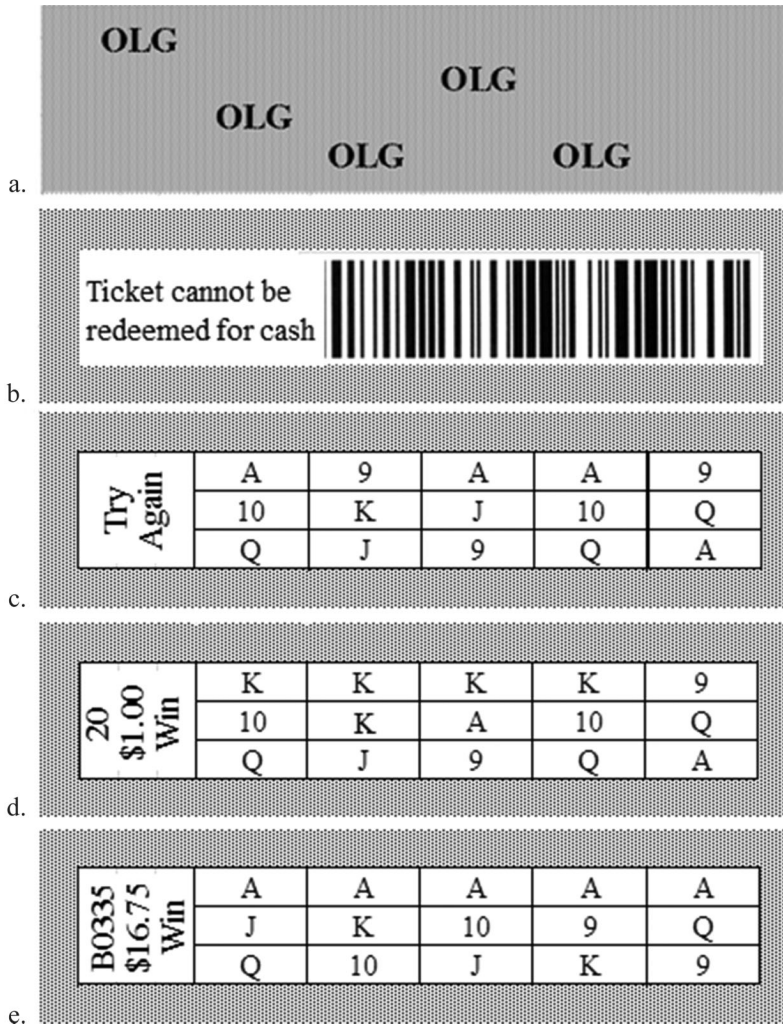 OLG
OLG
OLG
OLG OLG
a.
Ticket cannot be
redeemed for cash
b.
Try
Again
A 9 A A 9
10 K J 10 Q
Q J 9 Q A
c.
20
$1.00
Win
K K K K 9
10 K A 10 Q
Q J 9 Q A
d.
B0335
$16.75
Win
A A A A A
J K 10 9 Q
Q 10 J K 9
e.